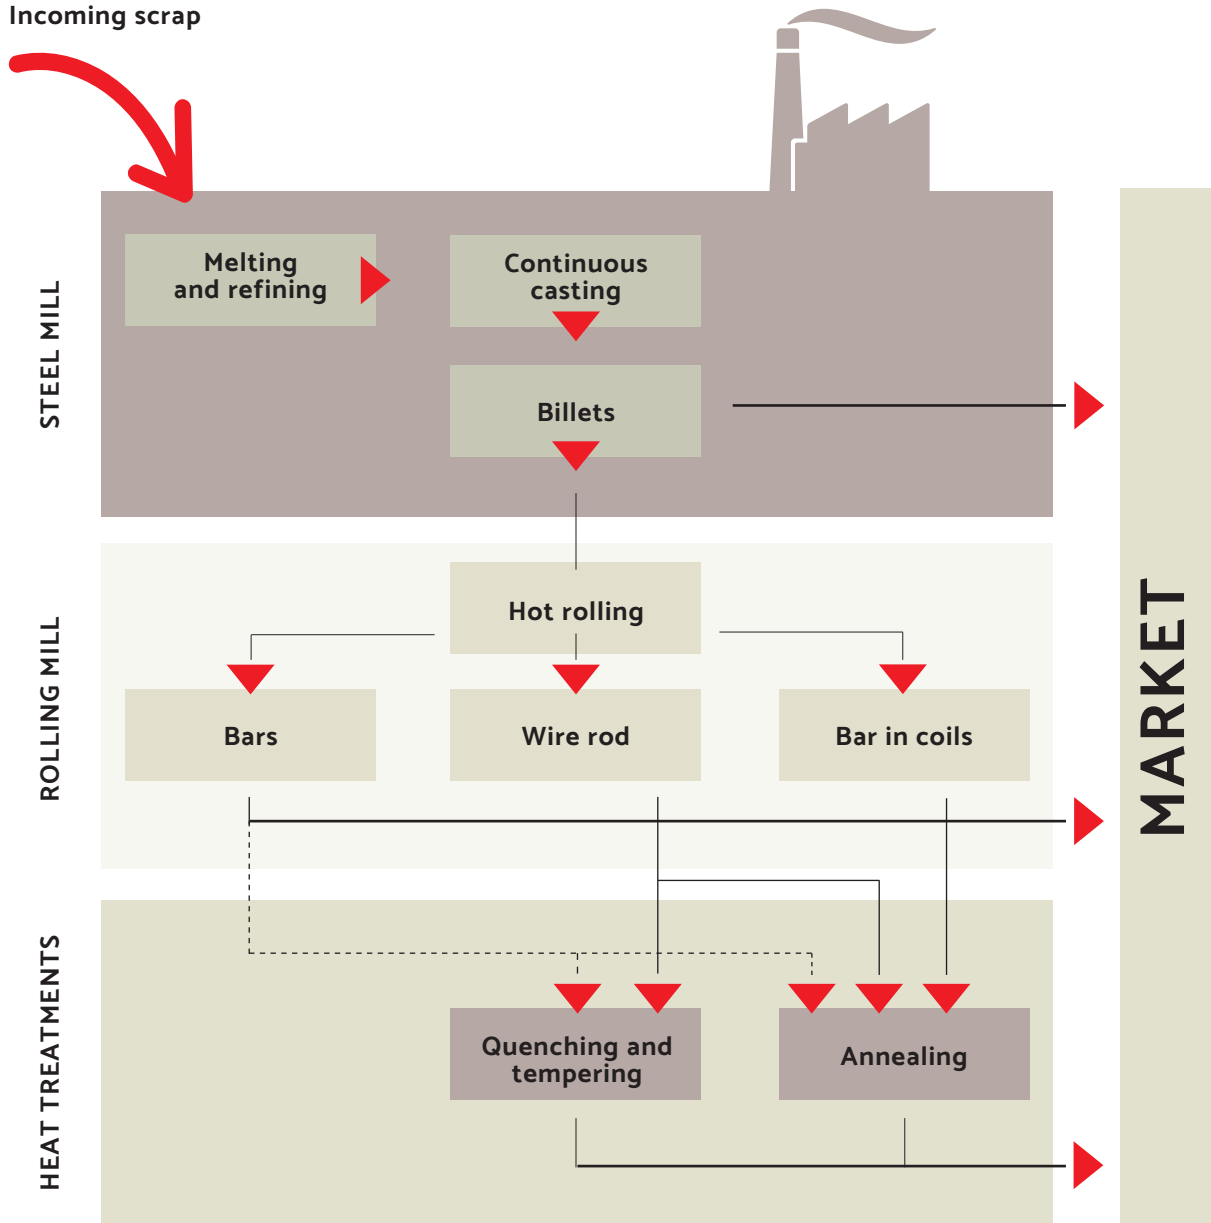 Incoming scrap
STEEL MILL
Melting
and refining
Continuous
casting
Billets
MARKET
ROLLING MILL
Hot rolling
Bars
Wire rod
Bar in coils
HEAT TREATMENTS
Quenching and
tempering
Annealing